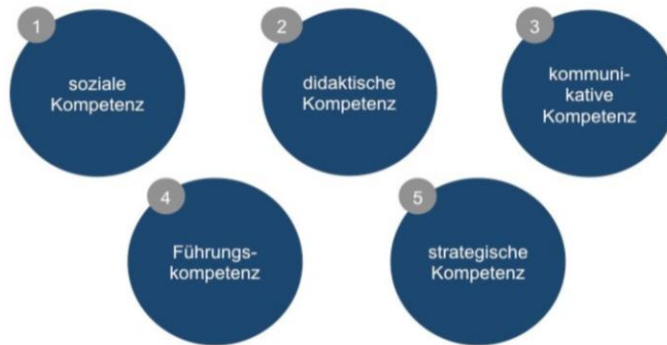 1
soziale
Kompetenz
2
didaktische
Kompetenz
3
kommuni-
kative
Kompetenz
4
Führungs-
kompetenz
5
strategische
Kompetenz